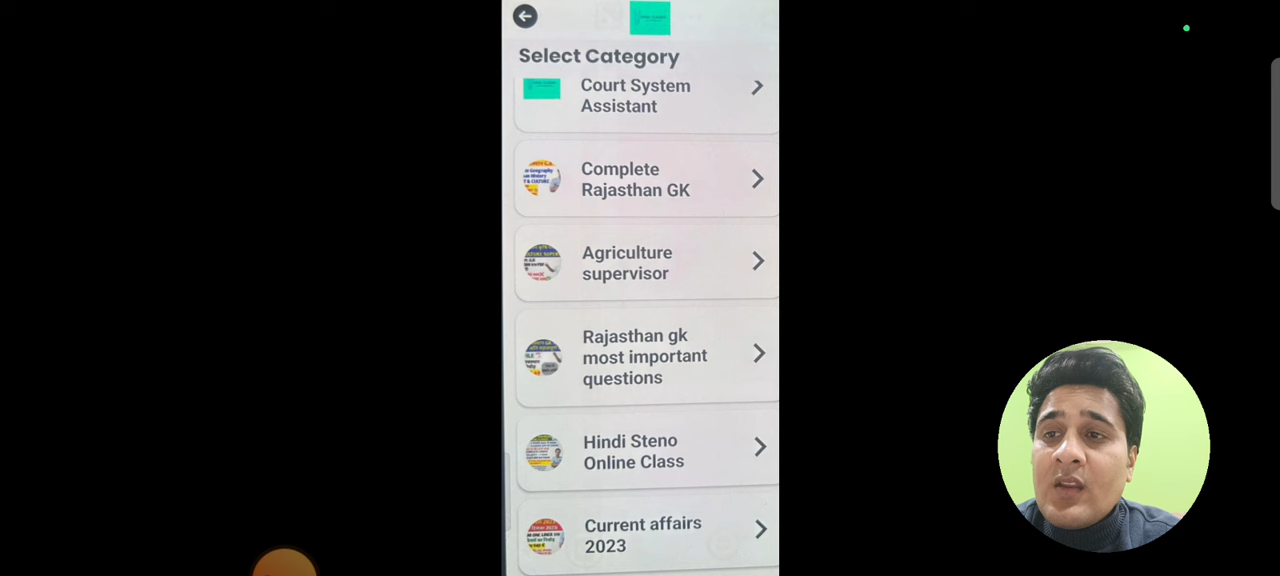 Select Category
Court System
Assistant
Complete
Rajasthan GK
Agriculture
supervisor
Rajasthan gk
most important
questions
Hindi Steno
Online Class
Current affairs
2023